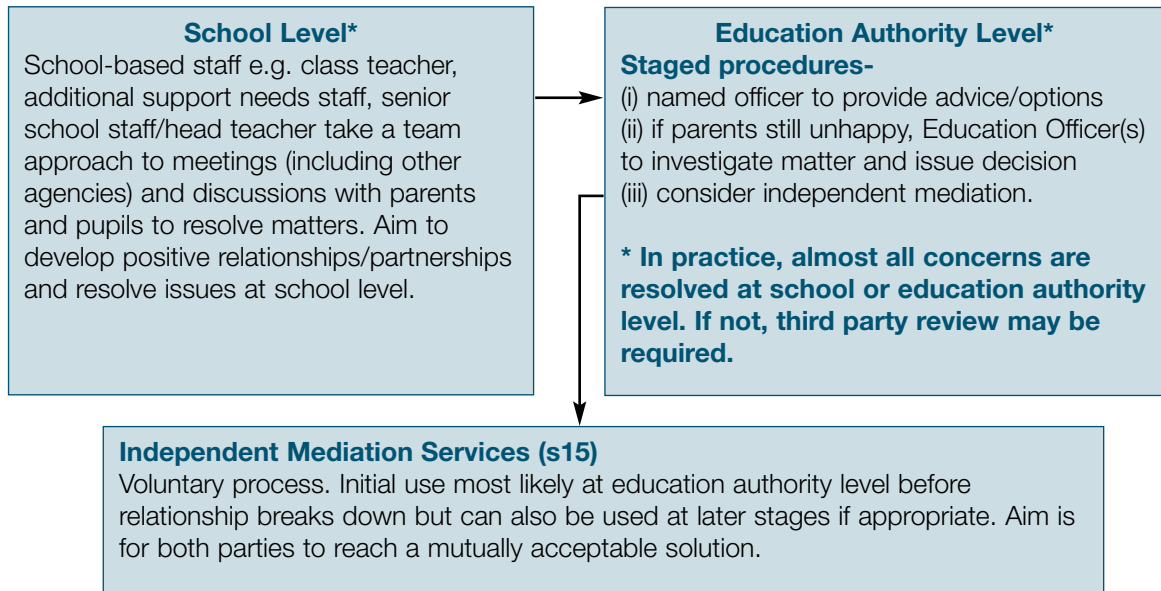 School Level*
School-based staff e.g. class teacher,
additional support needs staff, senior
school staff/head teacher take a team
approach to meetings (including other
agencies) and discussions with parents
and pupils to resolve matters. Aim to
develop positive relationships/partnerships
and resolve issues at school level.
Education Authority Level*
Staged procedures-
(i) named officer to provide advice/options
(ii) if parents still unhappy, Education Officer(s)
to investigate matter and issue decision
(iii) consider independent mediation.
* In practice, almost all concerns are
resolved at school or education authority
level. If not, third party review may be
required.
Independent Mediation Services (s15)
Voluntary process. Initial use most likely at education authority level before
relationship breaks down but can also be used at later stages if appropriate. Aim is
for both parties to reach a mutually acceptable solution.